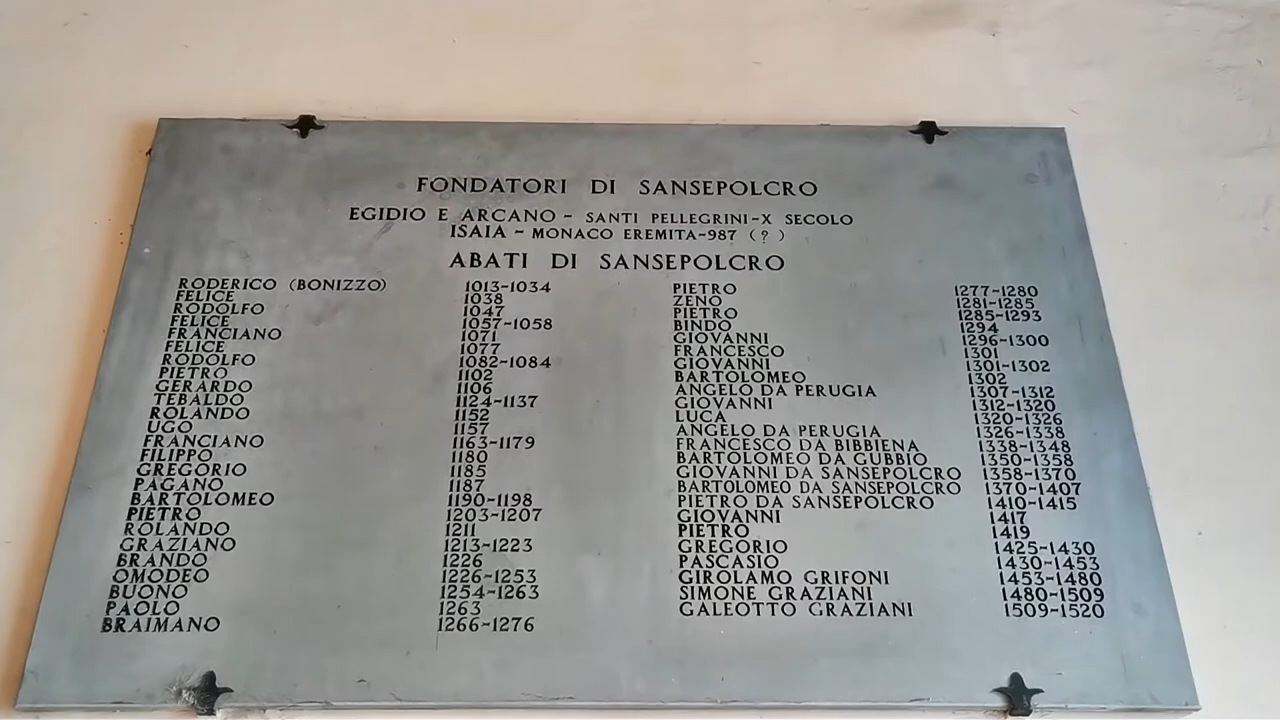 FONDATORI DI SANSEPOLCRO
EGIDIO E ARCANO - SANTI PELLEGRINI-X SECOLO
ISAIA - MONACO EREMITA-987 (?)
ABATI DI SANSEPOLCRO
RODERICO (BONIZZO) 1013-1034
FELICE 1038
RODOLFO 1047
FELICE 1057-1058
FRANCIANO 1071
FELICE 1077
RODOLFO 1082-1084
PIETRO 1102
GERARDO 1106
TEBALDO 1124-1137
ROLANDO 1152
UGO 1157
FRANCIANO 1163-1179
FILIPPO 1180
GREGORIO 1185
PAGANO 1187
BARTOLOMEO 1190-1198
PIETRO 1203-1207
ROLANDO 1211
GRAZIANO 1213-1223
BRANDO 1226
OMODEO 1226-1253
BUONO 1254-1263
PAOLO 1263
BRAIMANO 1266-1276
PIETRO 1277-1280
ZENO 1281-1285
PIETRO 1285-1293
BINDO 1294
GIOVANNI 1296-1300
FRANCESCO 1301
GIOVANNI 1301-1302
BARTOLOMEO 1302
ANGELO DA PERUGIA 1307-1312
GIOVANNI 1312-1320
LUCA 1320-1326
ANGELO DA PERUGIA 1326-1338
FRANCESCO DA BIBBIENA 1338-1348
BARTOLOMEO DA GUBBIO 1350-1358
GIOVANNI DA SANSEPOLCRO 1358-1370
BARTOLOMEO DA SANSEPOLCRO 1370-1407
PIETRO DA SANSEPOLCRO 1410-1415
GIOVANNI 1417
PIETRO 1419
GREGORIO 1425-1430
PASCASIO 1430-1453
GIROLAMO GRIFONI 1453-1480
SIMONE GRAZIANI 1480-1509
GALEOTTO GRAZIANI 1509-1520